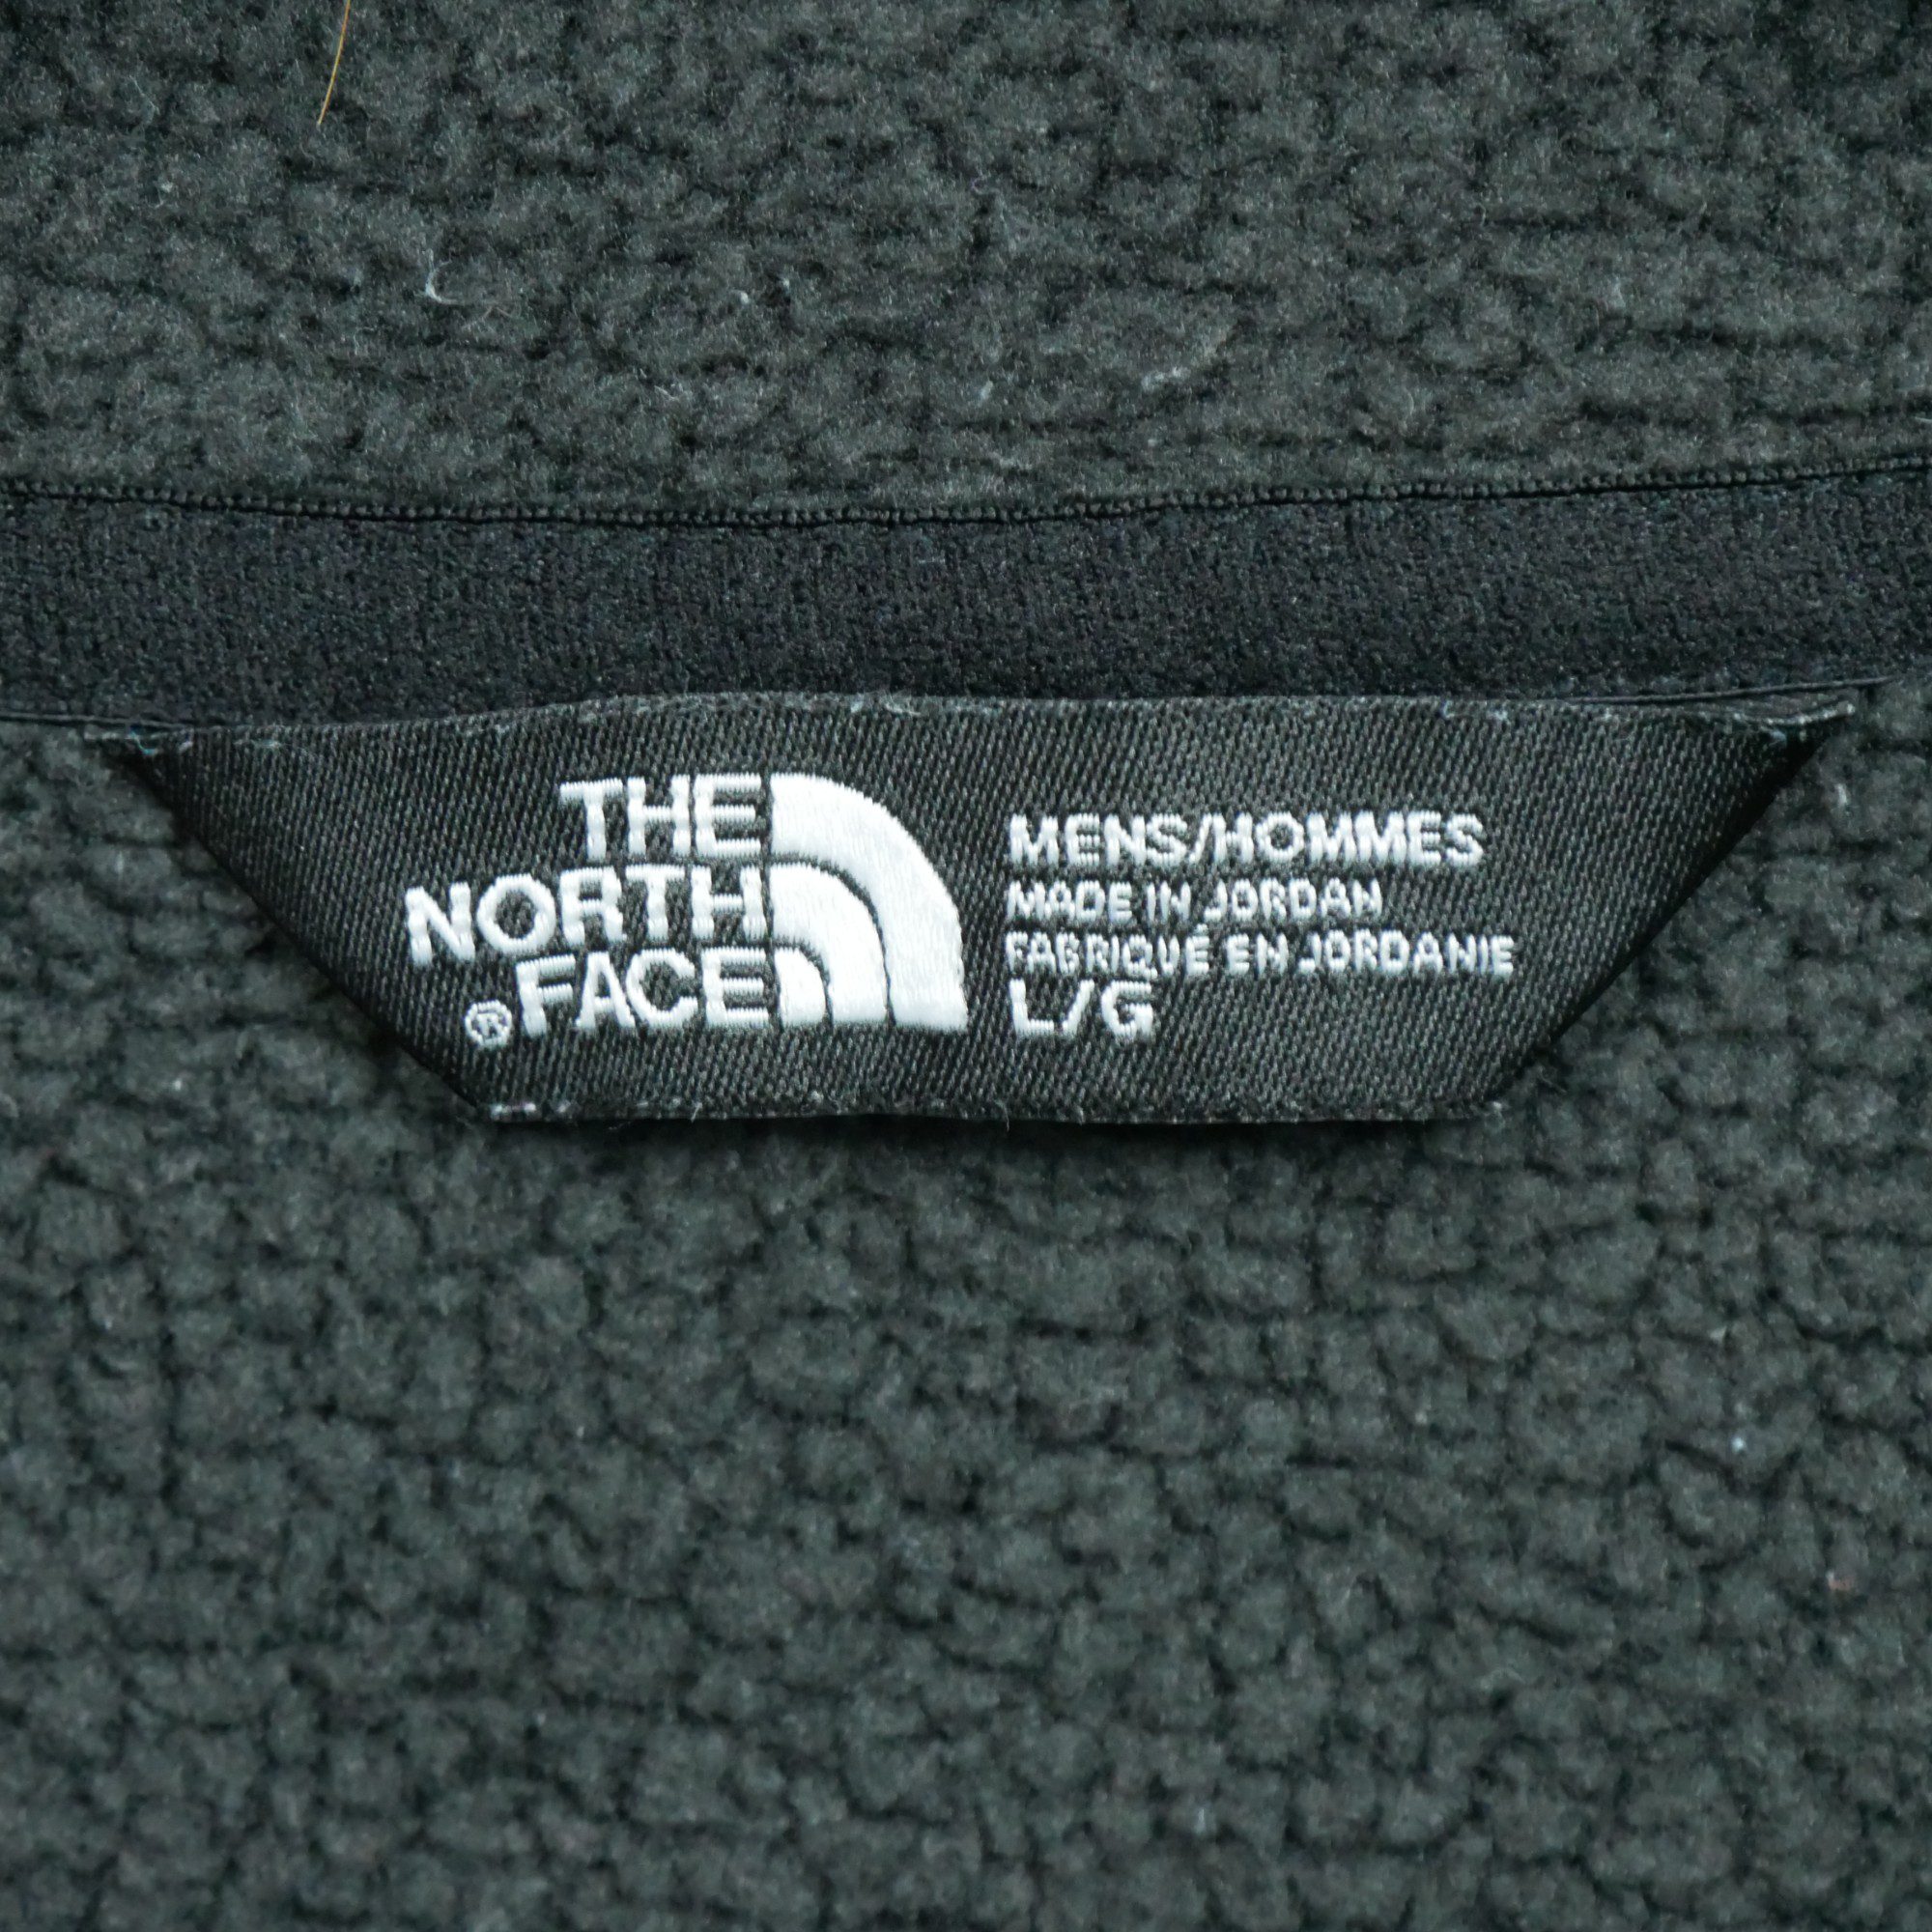 THE
NORTH
FACE
®
MENS/HOMMES
MADE IN JORDAN
FABRIQUÉ EN JORDANIE
L/G